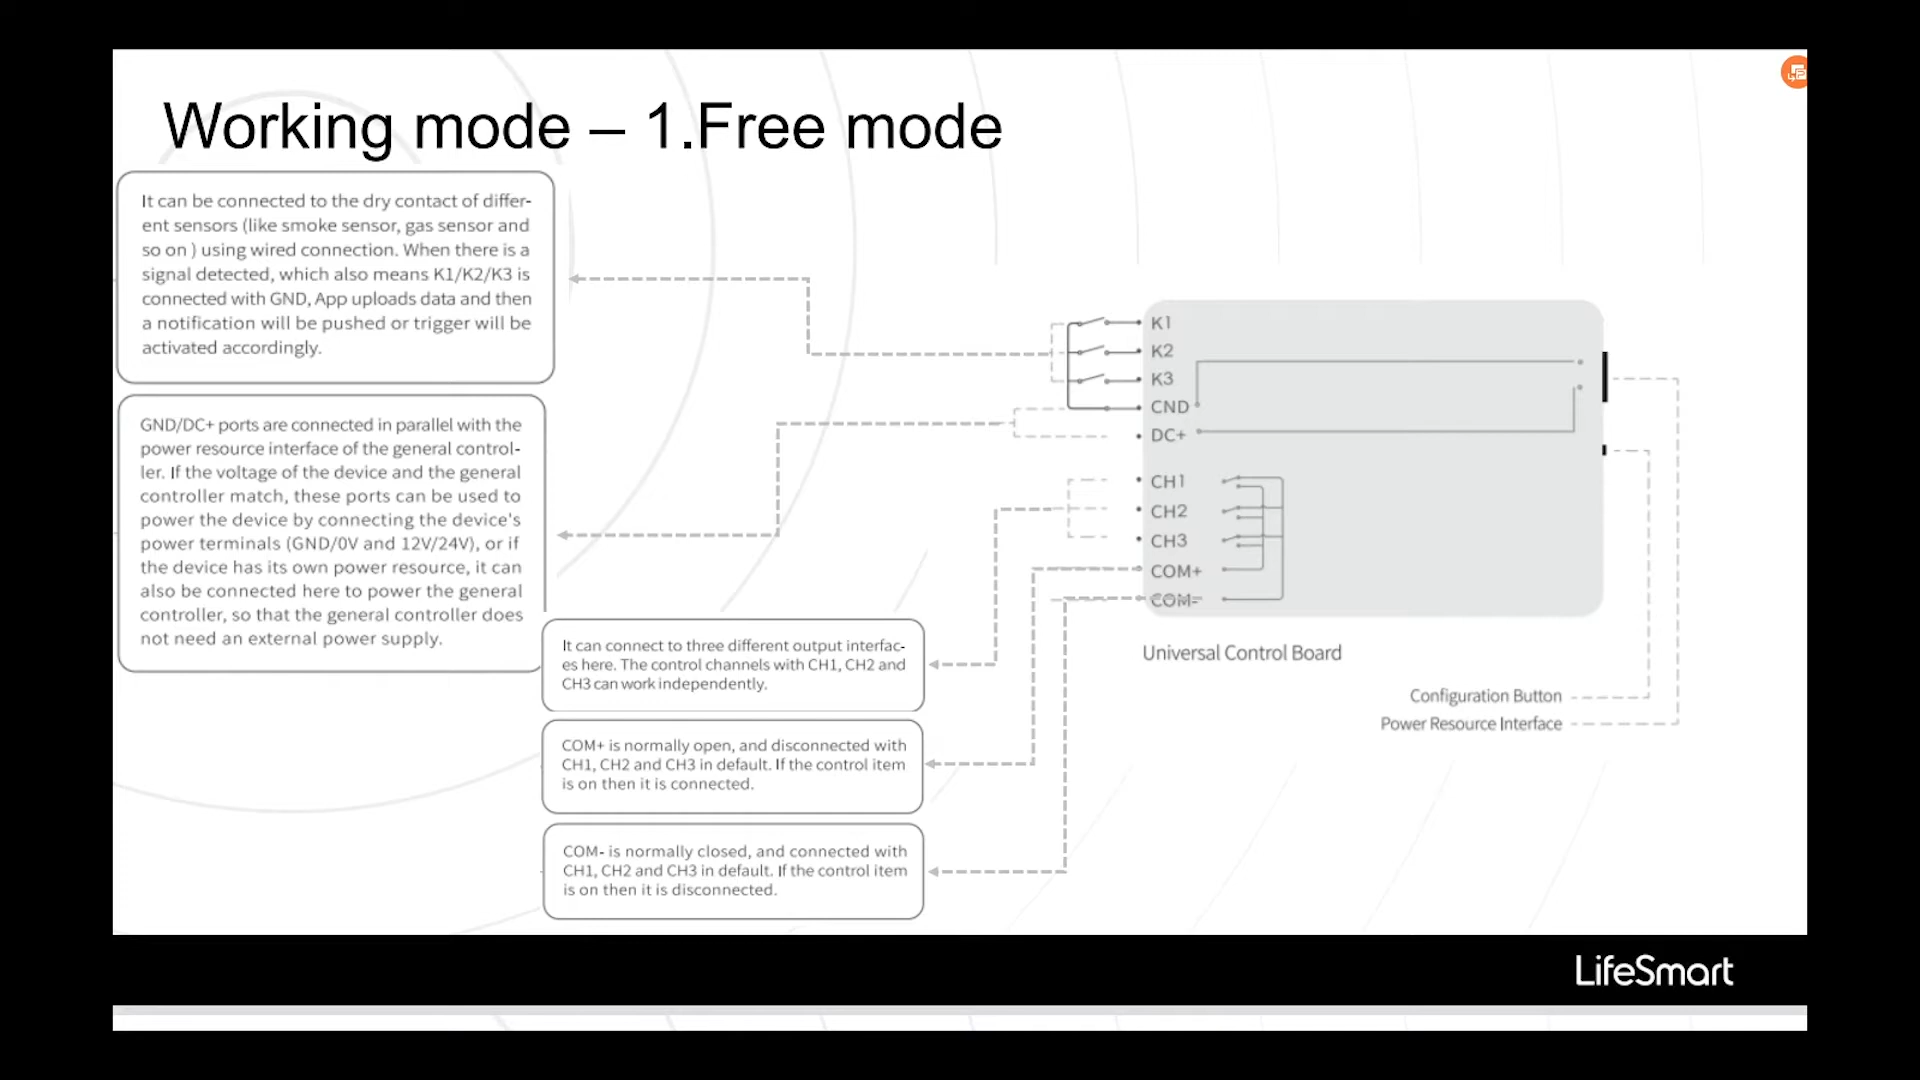 Working mode – 1.Free mode
It can be connected to the dry contact of differ-
ent sensors (like smoke sensor, gas sensor and
so on ) using wired connection. When there is a
signal detected, which also means K1/K2/K3 is
connected with GND, App uploads data and then
a notification will be pushed or trigger will be
activated accordingly.
GND/DC+ ports are connected in parallel with the
power resource interface of the general control-
ler. If the voltage of the device and the general
controller match, these ports can be used to
power the device by connecting the device's
power terminals (GND/0V and 12V/24V), or if
the device has its own power resource, it can
also be connected here to power the general
controller, so that the general controller does
not need an external power supply.
It can connect to three different output interfac-
es here. The control channels with CH1, CH2 and
CH3 can work independently.
COM+ is normally open, and disconnected with
CH1, CH2 and CH3 in default. If the control item
is on then it is connected.
COM- is normally closed, and connected with
CH1, CH2 and CH3 in default. If the control item
is on then it is disconnected.
K1
K2
K3
CND
DC+
CH1
CH2
CH3
COM+
COM-
Universal Control Board
Configuration Button
Power Resource Interface
LifeSmart